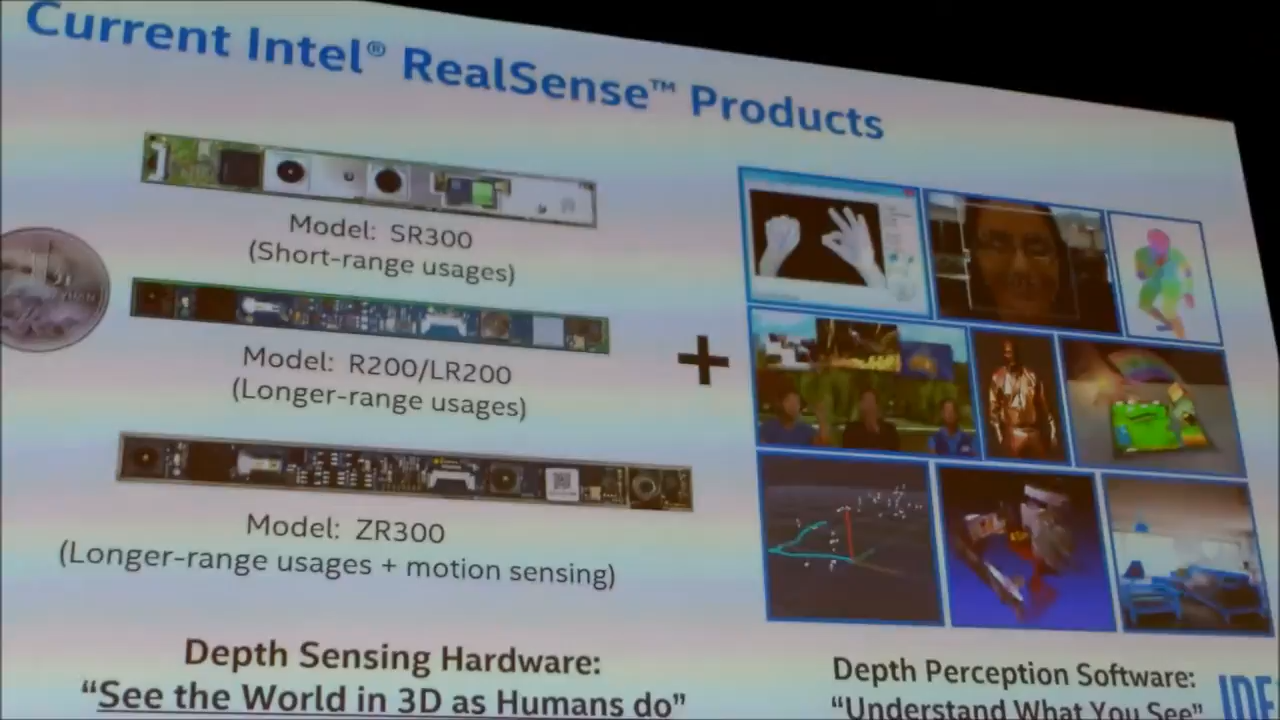 Current Intel® RealSense™ Products
Model: SR300
(Short-range usages)
Model: R200/LR200
(Longer-range usages)
+
Model: ZR300
(Longer-range usages + motion sensing)
Depth Sensing Hardware:
“See the World in 3D as Humans do”
Depth Perception Software:
“Understand What You See”
IDF